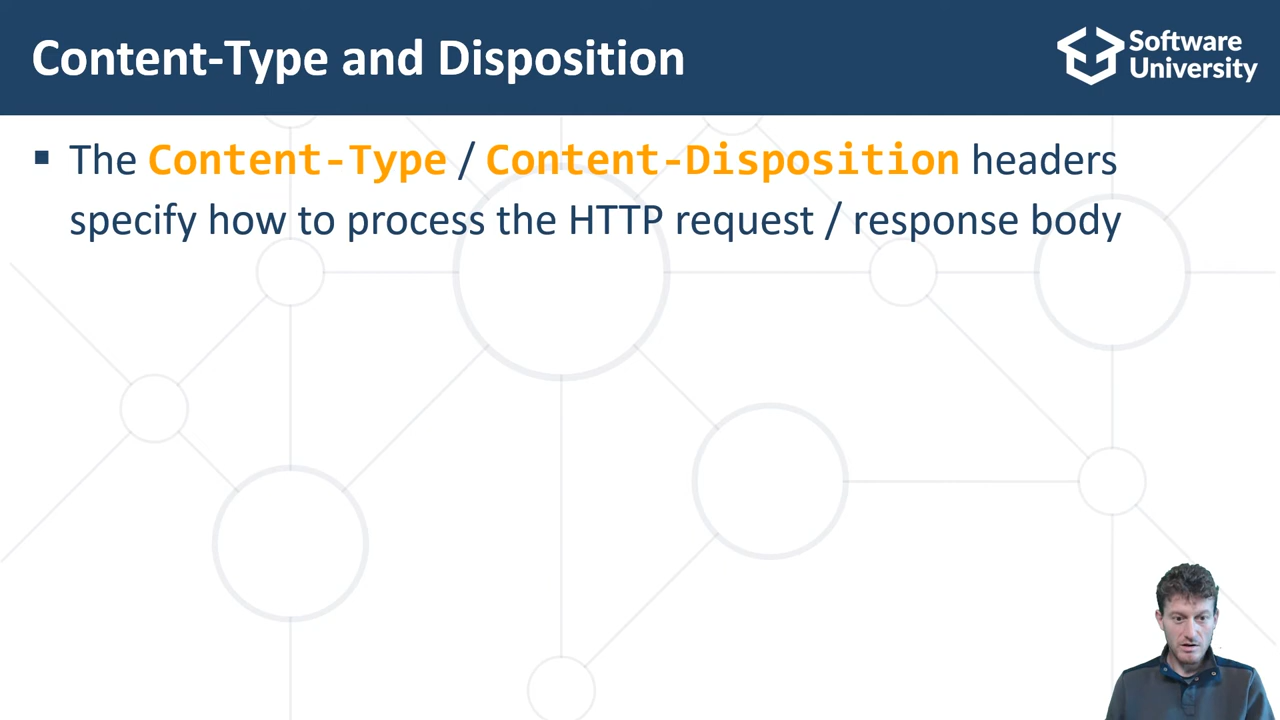 Content-Type and Disposition
Software
University
▪ The Content-Type / Content-Disposition headers
specify how to process the HTTP request / response body